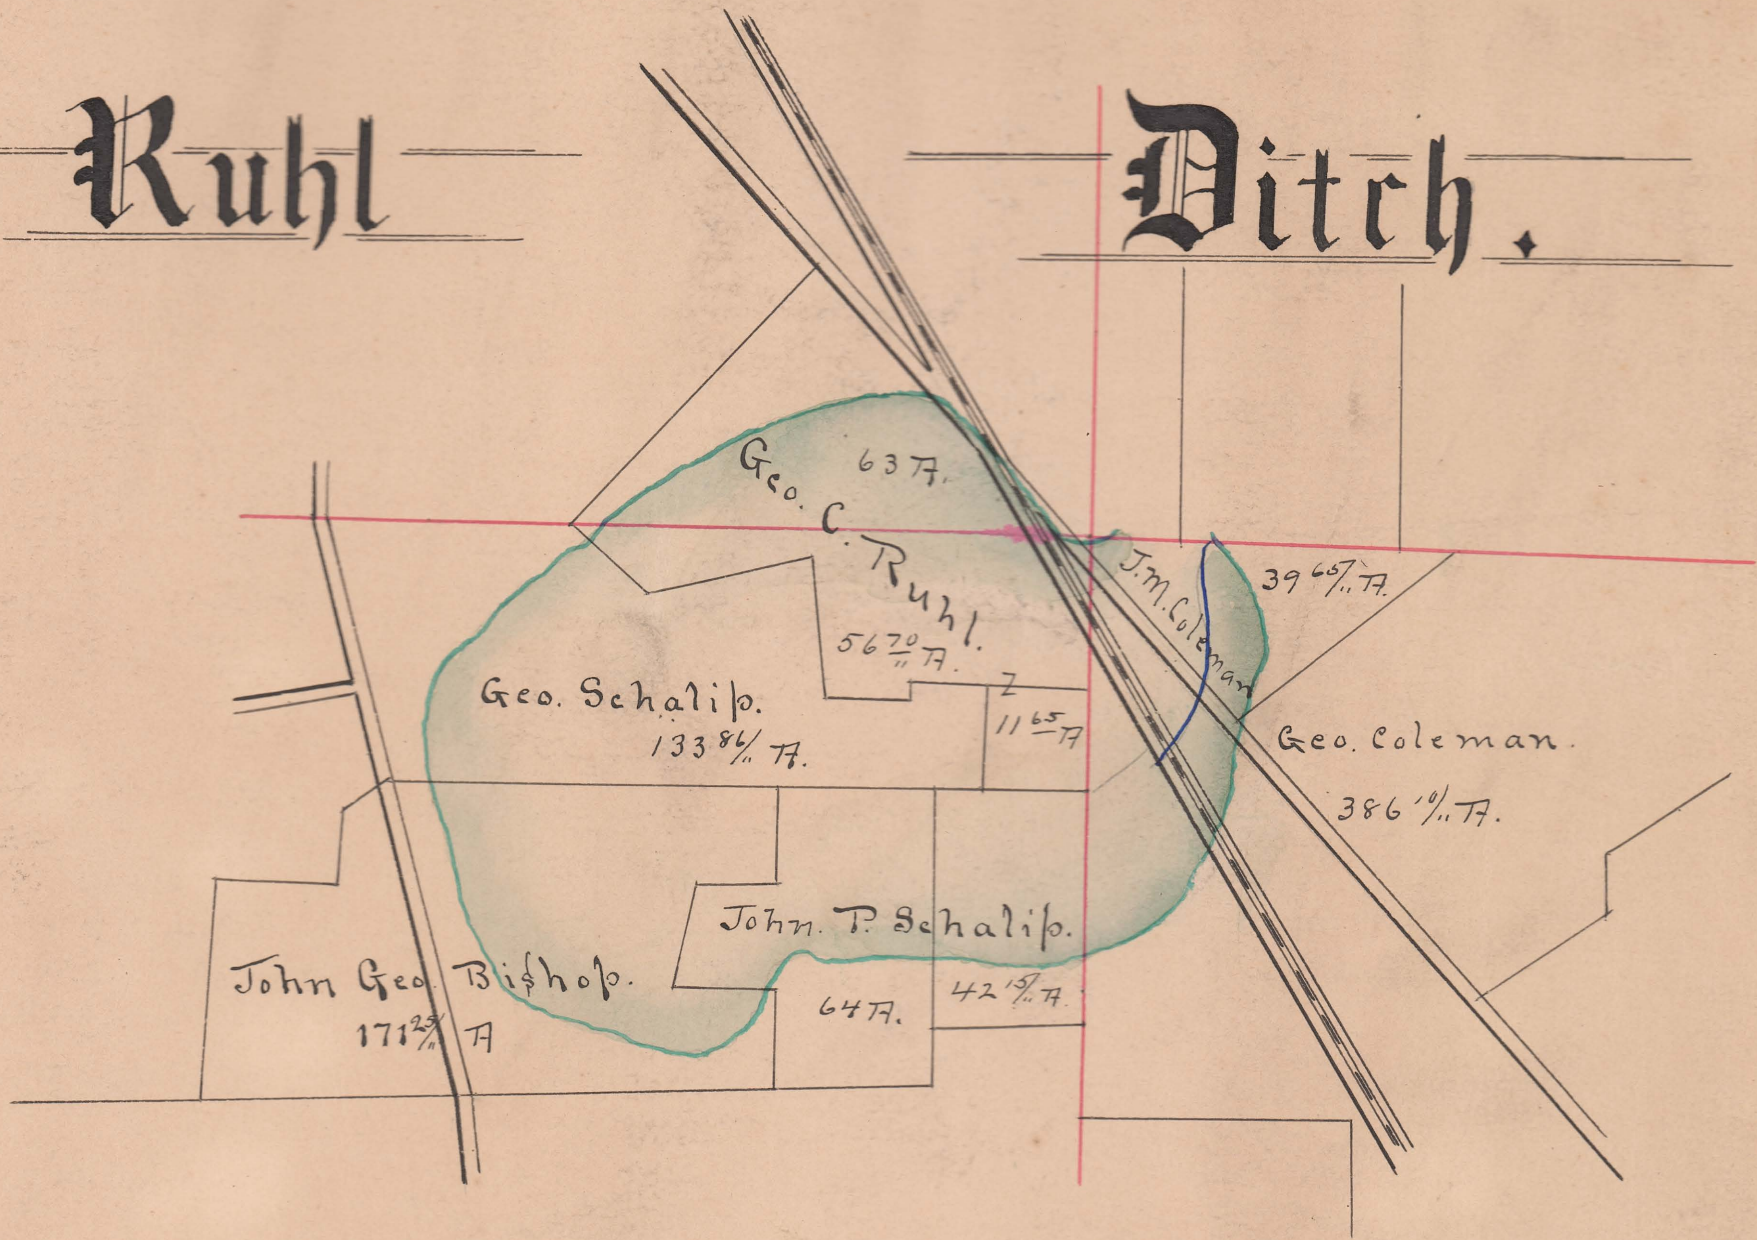 Ruhl Ditch.
63 A.
Geo. C. Ruhl.
J.M. Coleman
39 65/" A.
56 70/" A.
Z
Geo. Schalip.
133 86/" A.
11 65 A
Geo. Coleman.
386 10/" A.
John. P. Schalip.
John Geo. Bishop.
171 25/" A
64 A.
42 15/" A.